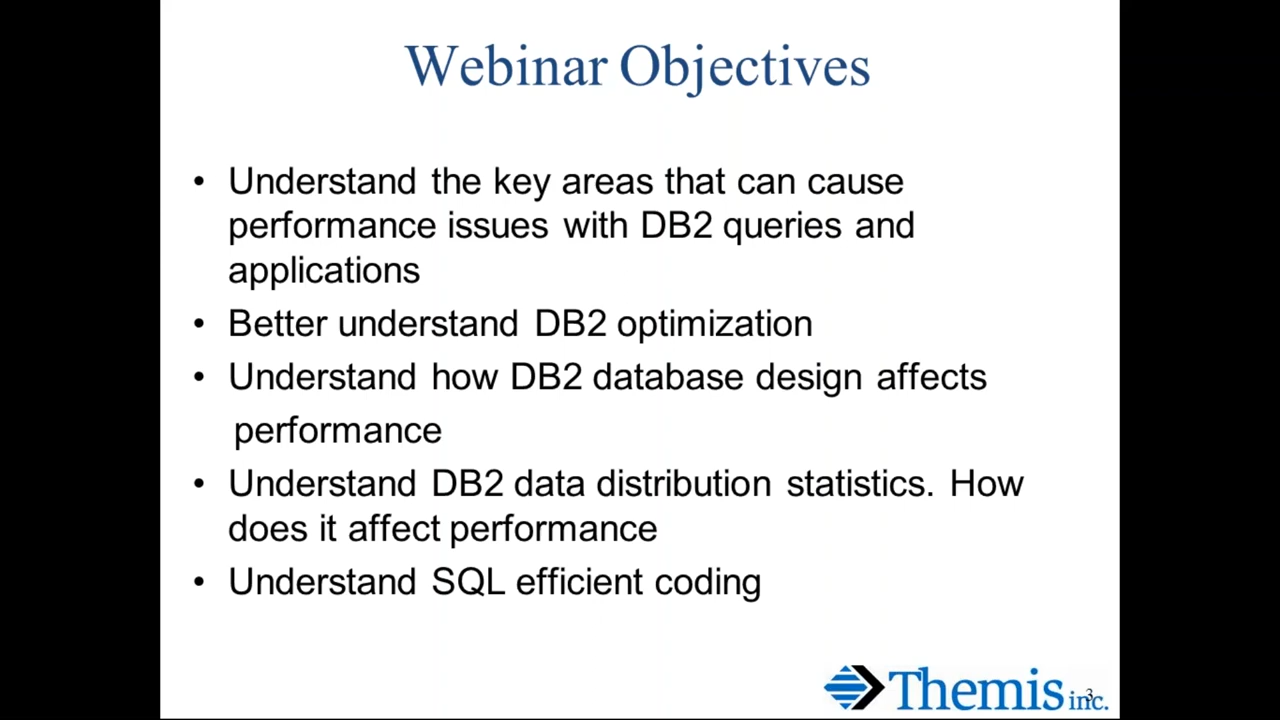 Webinar Objectives
• Understand the key areas that can cause
performance issues with DB2 queries and
applications
• Better understand DB2 optimization
• Understand how DB2 database design affects
performance
• Understand DB2 data distribution statistics. How
does it affect performance
• Understand SQL efficient coding
Themis inc.
3